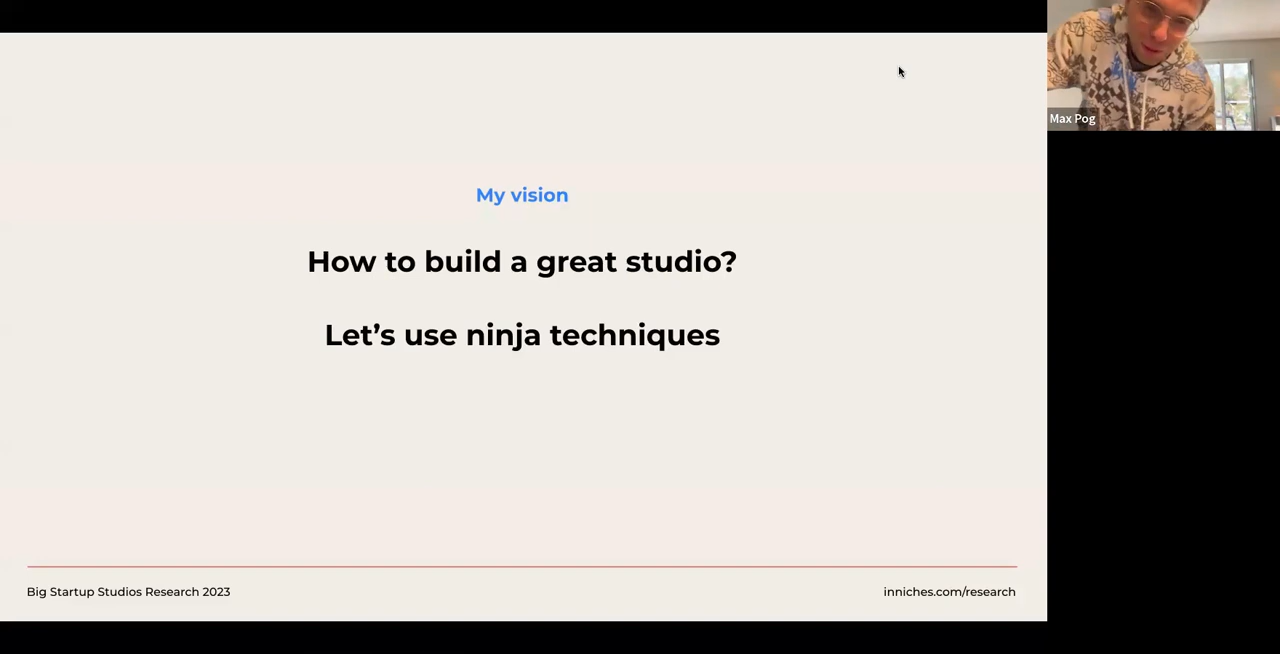 My vision
How to build a great studio?
Let’s use ninja techniques
Big Startup Studios Research 2023
inniches.com/research
Max Pog